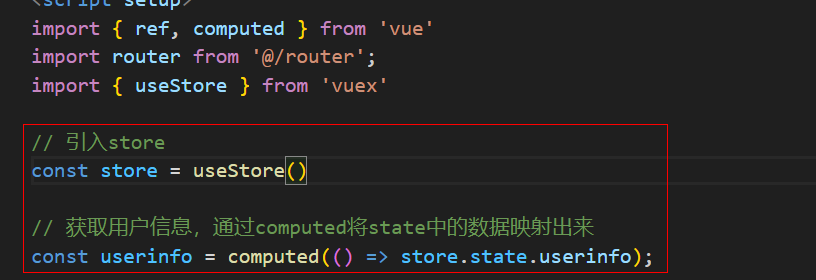 <script setup>
import { ref, computed } from 'vue'
import router from '@/router';
import { useStore } from 'vuex'
// 引入store
const store = useStore()
// 获取用户信息，通过computed将state中的数据映射出来
const userinfo = computed(() => store.state.userinfo);